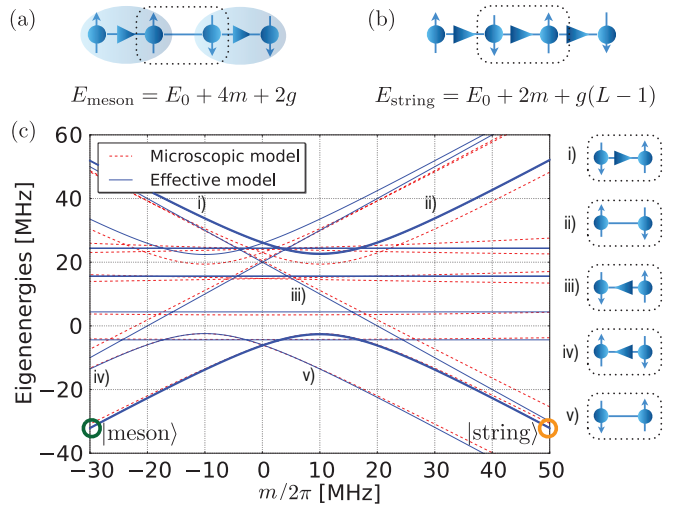 (a)
(b)
E_meson = E_0 + 4m + 2g
E_string = E_0 + 2m + g(L − 1)
(c)
Eigenenergies [MHz]
60
40
20
0
−20
−40
Microscopic model
Effective model
i)
ii)
iii)
iv)
v)
|meson⟩
|string⟩
−30 −20 −10 0 10 20 30 40 50
m/2π [MHz]
i)
ii)
iii)
iv)
v)